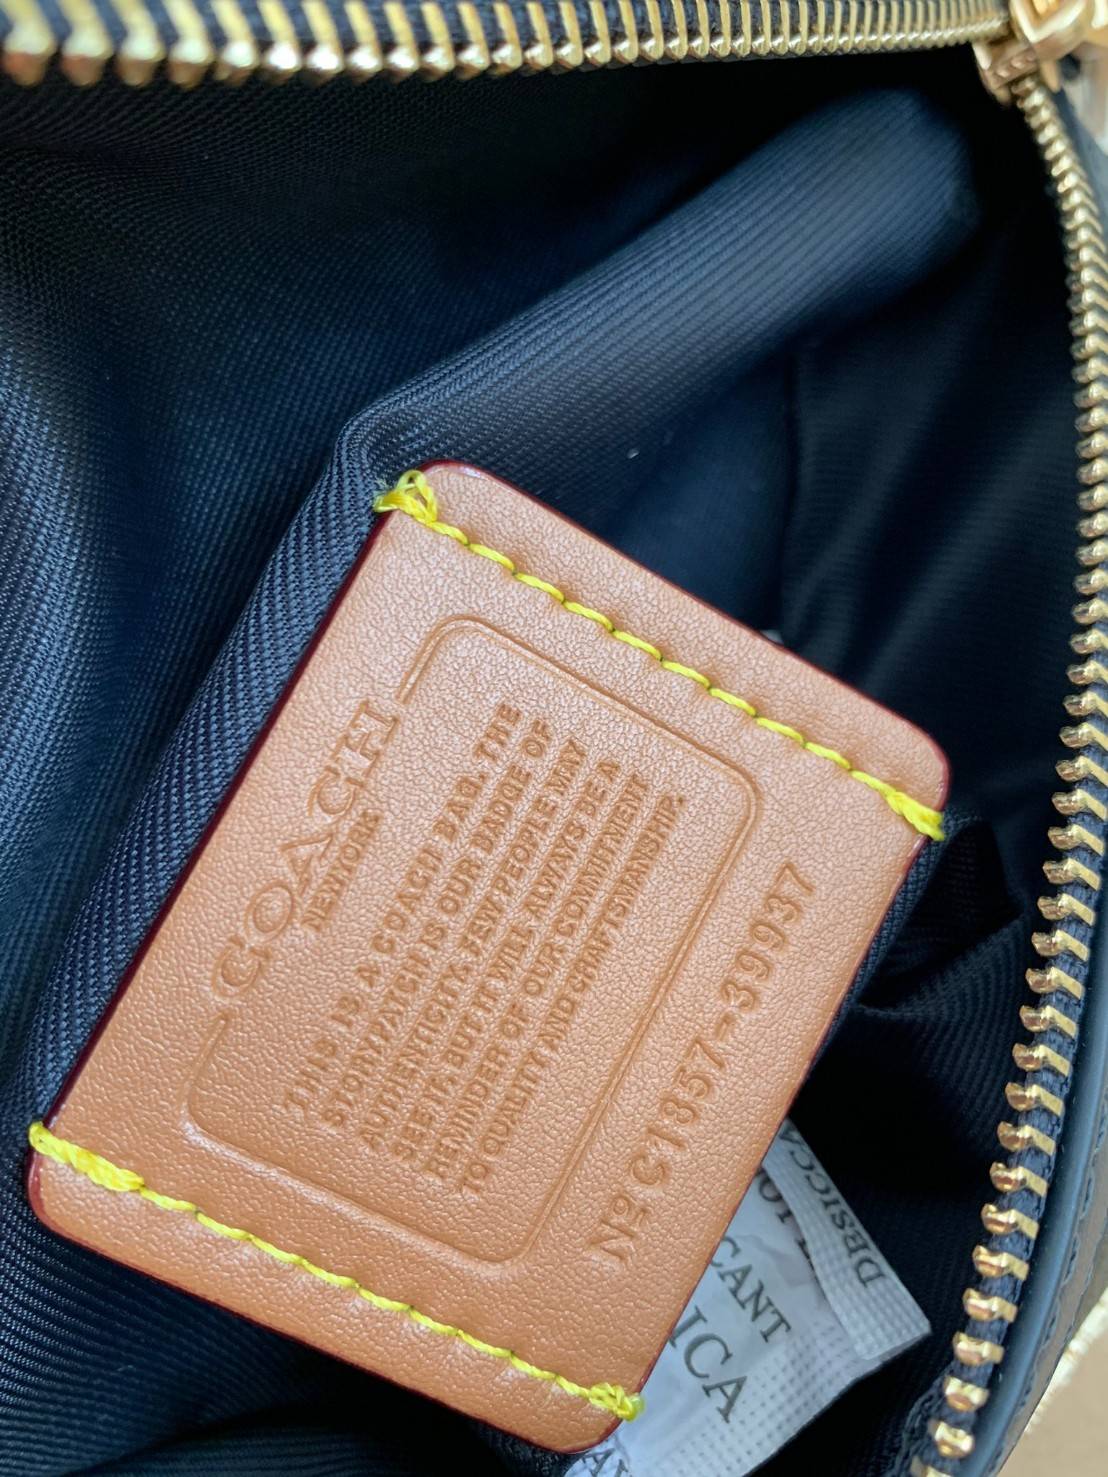 COACH
NEW YORK
THIS IS A COACH BAG. THE
STORYPATCH IS OUR BADGE OF
AUTHENTICITY. FEW PEOPLE MAY
SEE IT, BUT IT WILL ALWAYS BE A
REMINDER OF OUR COMMITMENT
TO QUALITY AND CRAFTSMANSHIP.
Nº C1857-39937